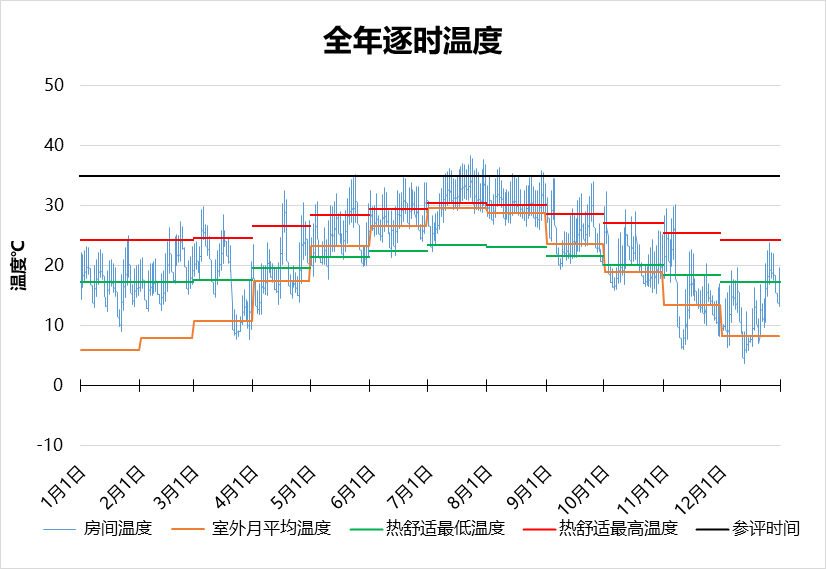 全年逐时温度
50
40
30
20
10
0
-10
温度℃
1月1日
2月1日
3月1日
4月1日
5月1日
6月1日
7月1日
8月1日
9月1日
10月1日
11月1日
12月1日
房间温度 室外月平均温度 热舒适最低温度 热舒适最高温度 参评时间